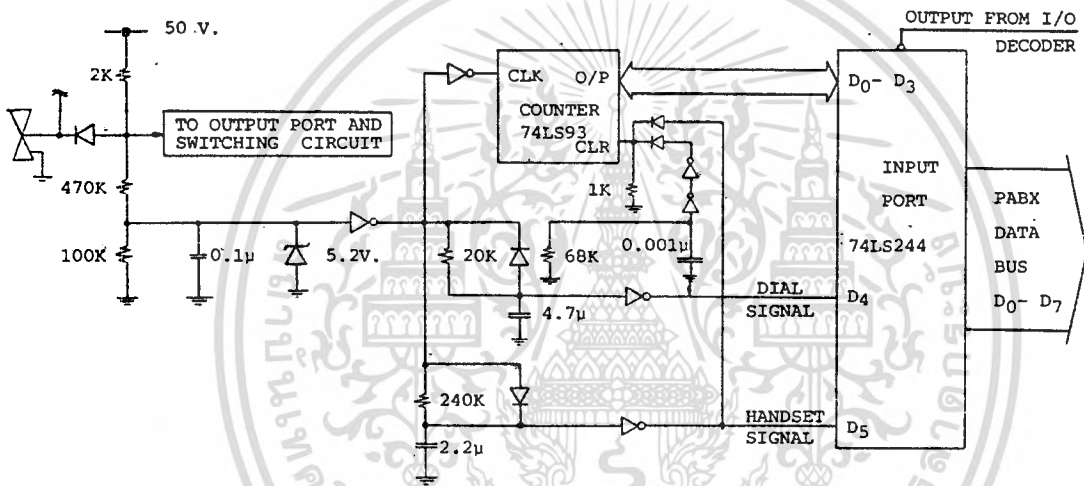 OUTPUT FROM I/O
DECODER
50 V.
2K
TO OUTPUT PORT AND
SWITCHING CIRCUIT
470K
100K
0.1μ
5.2V.
CLK
O/P
COUNTER
74LS93
CLR
1K
20K
68K
0.001μ
4.7μ
240K
2.2μ
DIAL
SIGNAL
HANDSET
SIGNAL
D0- D3
INPUT
PORT
74LS244
D4
D5
PABX
DATA
BUS
D0- D7